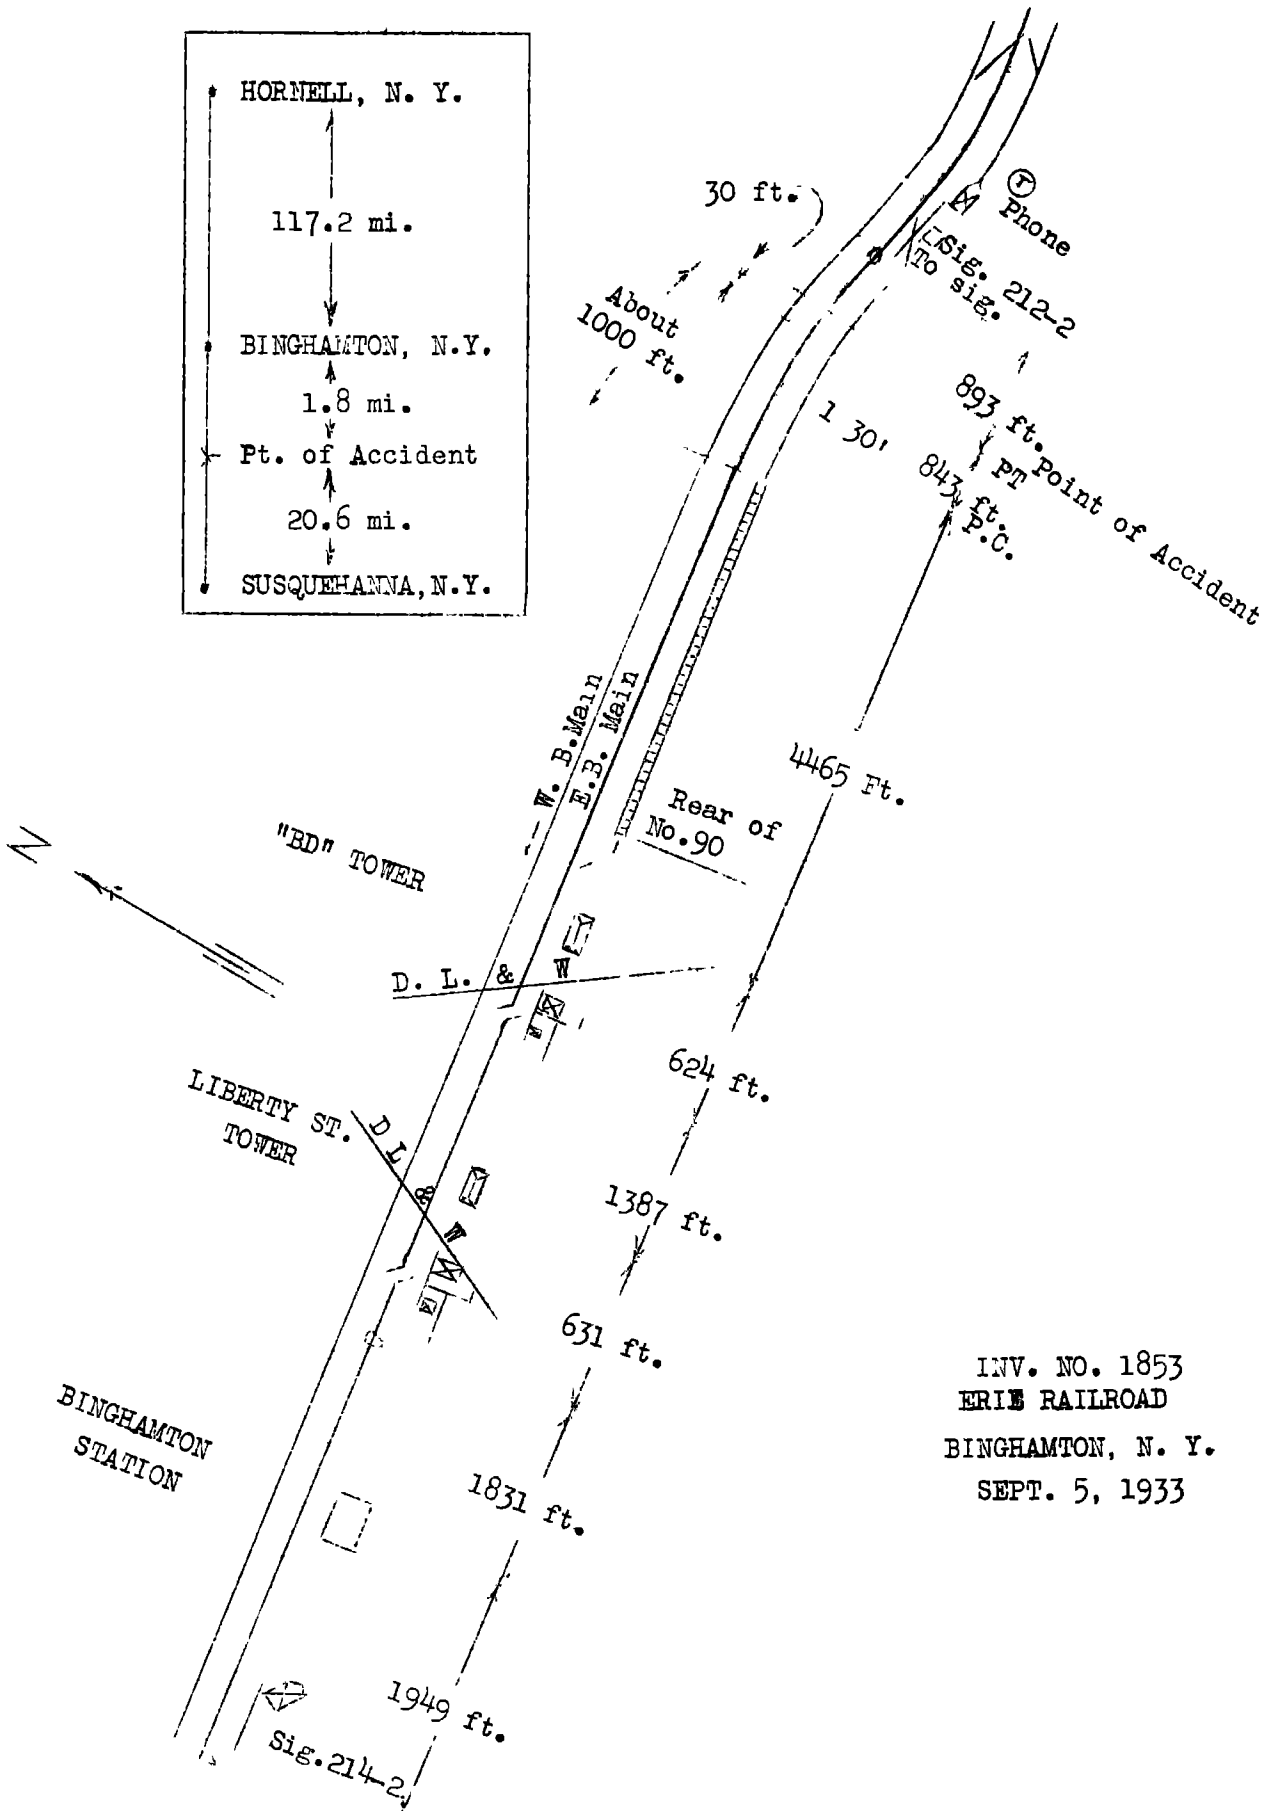 HORNELL, N. Y.
117.2 mi.
BINGHAMTON, N.Y.
1.8 mi.
Pt. of Accident
20.6 mi.
SUSQUEHANNA, N.Y.
30 ft.
About
1000 ft.
T
Phone
Sig. 212-2
To sig.
893 ft.
PT
Point of Accident
1 30'
843 ft.
P.C.
4465 Ft.
W. B. Main
E.B. Main
Rear of
No. 90
N
"BD" TOWER
D. L. & W
624 ft.
LIBERTY ST.
TOWER
D L & W
1387 ft.
631 ft.
BINGHAMTON
STATION
1831 ft.
1949 ft.
Sig. 214-2
INV. NO. 1853
ERIE RAILROAD
BINGHAMTON, N. Y.
SEPT. 5, 1933